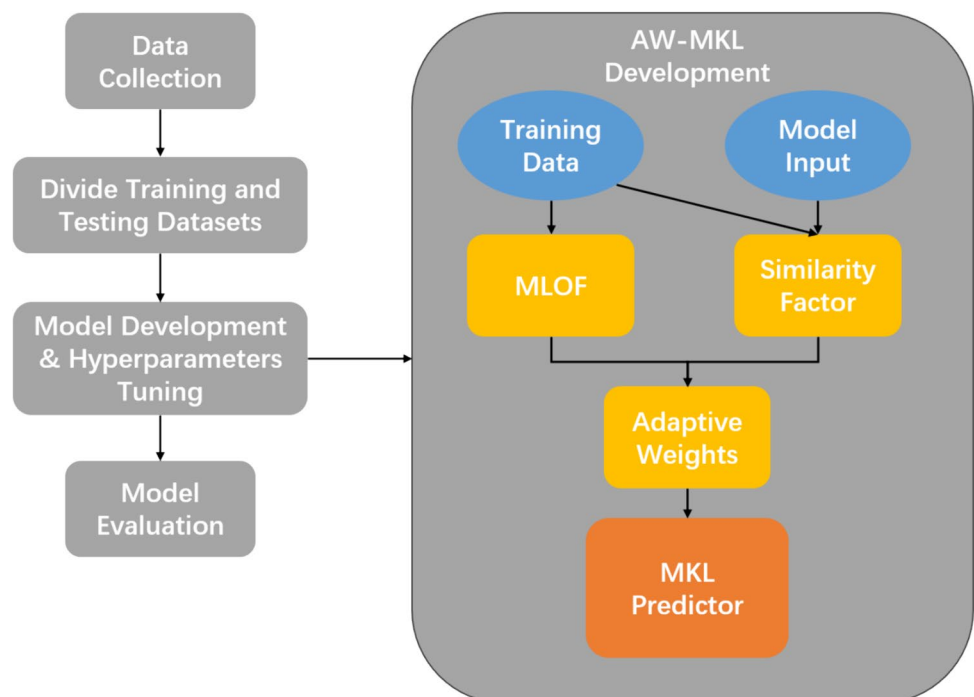 Data
Collection
Divide Training and
Testing Datasets
Model Development
& Hyperparameters
Tuning
Model
Evaluation
AW-MKL
Development
Training
Data
Model
Input
MLOF
Similarity
Factor
Adaptive
Weights
MKL
Predictor